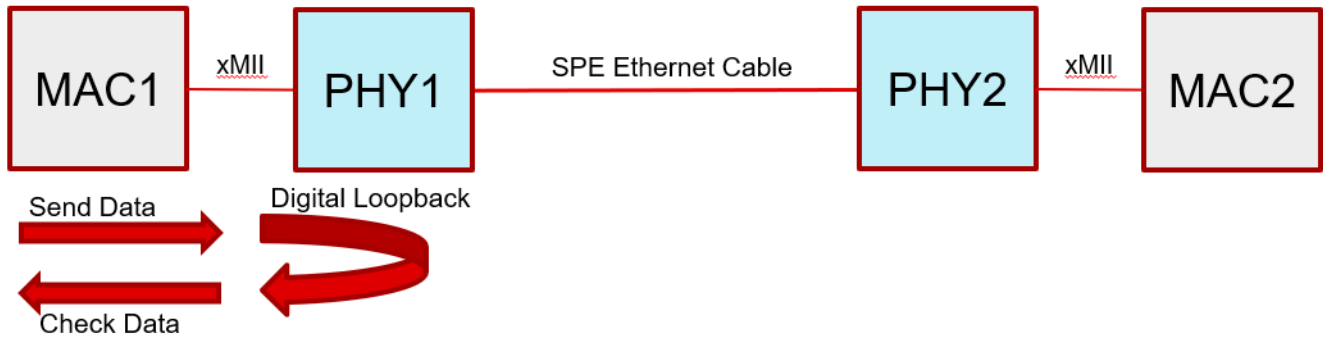 MAC1
xMII
PHY1
SPE Ethernet Cable
PHY2
xMII
MAC2
Send Data
Digital Loopback
Check Data